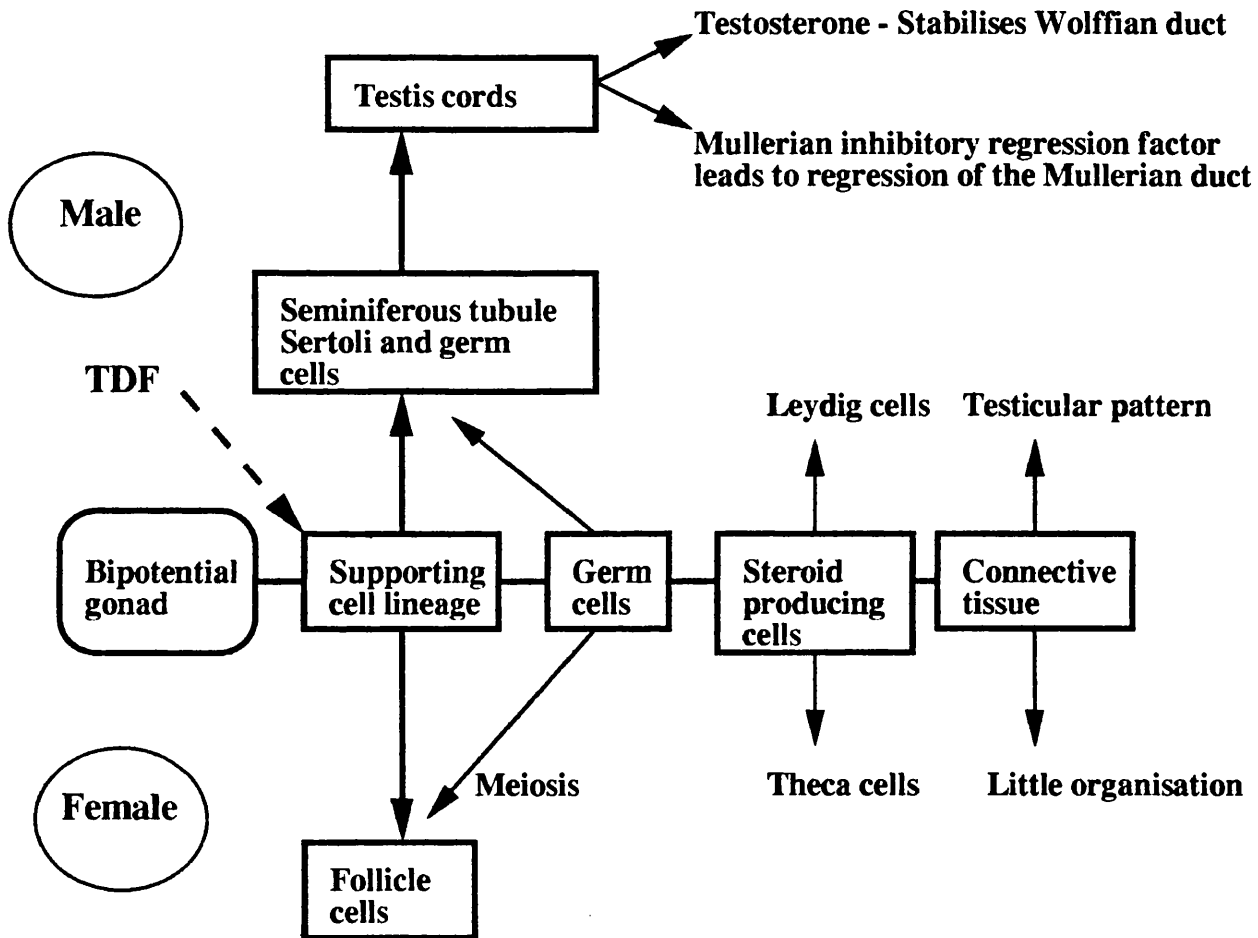 Testosterone - Stabilises Wolffian duct
Testis cords
Mullerian inhibitory regression factor
leads to regression of the Mullerian duct
Male
Seminiferous tubule
Sertoli and germ
cells
TDF
Leydig cells
Testicular pattern
Bipotential
gonad
Supporting
cell lineage
Germ
cells
Steroid
producing
cells
Connective
tissue
Meiosis
Theca cells
Little organisation
Female
Follicle
cells